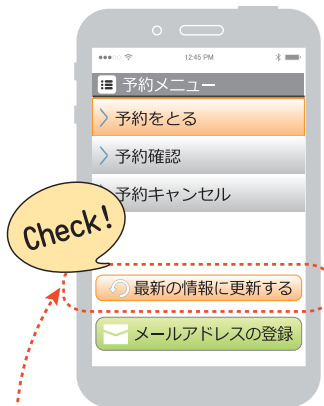 12:45 PM
予約メニュー
予約をとる
予約確認
予約キャンセル
Check!
最新の情報に更新する
メールアドレスの登録